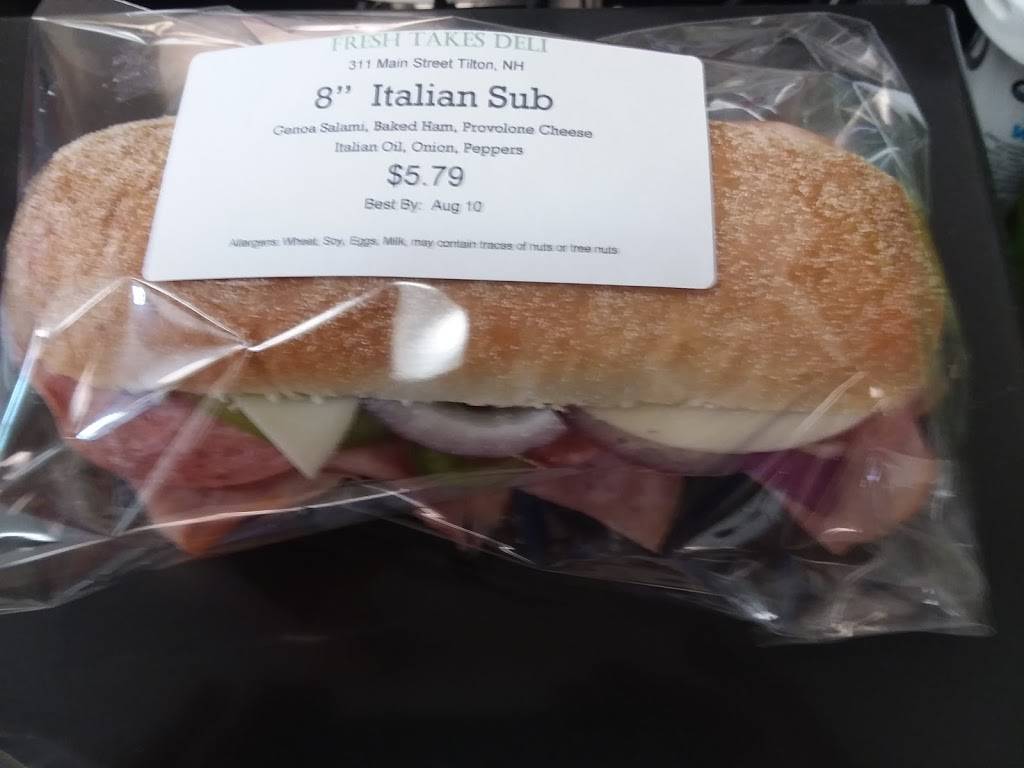 FRESH TAKES DELI
311 Main Street Tilton, NH
8” Italian Sub
Genoa Salami, Baked Ham, Provolone Cheese
Italian Oil, Onion, Peppers
$5.79
Best By: Aug 10
Allergens: Wheat, Soy, Eggs, Milk, may contain traces of nuts or tree nuts